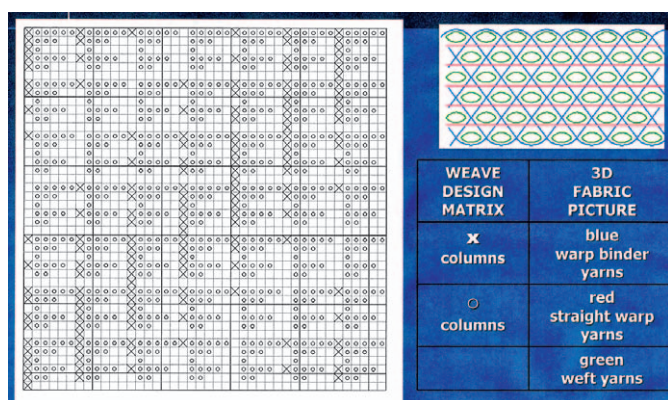 WEAVE
DESIGN
MATRIX
3D
FABRIC
PICTURE
x
columns
blue
warp binder
yarns
o
columns
red
straight warp
yarns
green
weft yarns